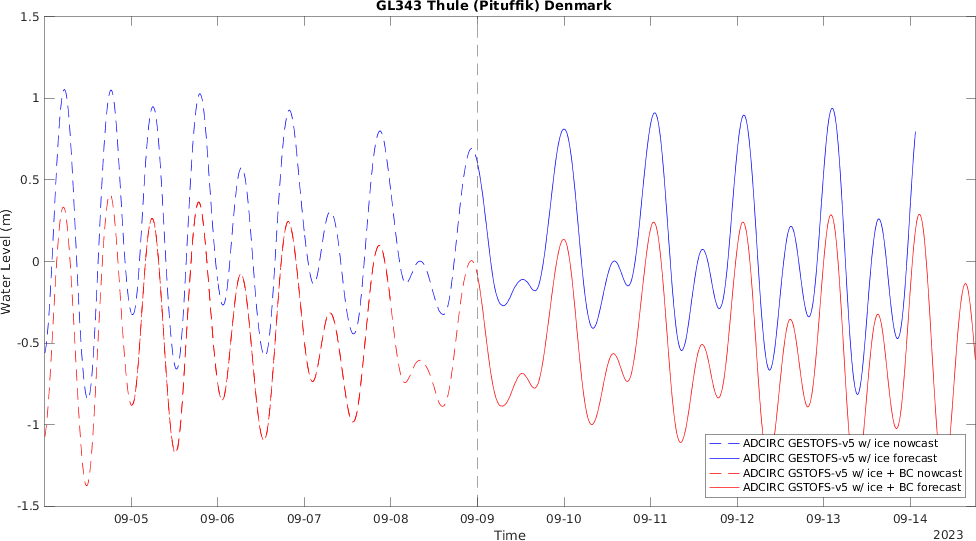 GL343 Thule (Pituffik) Denmark
1.5
1
0.5
0
-0.5
-1
-1.5
Water Level (m)
ADCIRC GESTOFS-v5 w/ ice nowcast
ADCIRC GESTOFS-v5 w/ ice forecast
ADCIRC GSTOFS-v5 w/ ice + BC nowcast
ADCIRC GSTOFS-v5 w/ ice + BC forecast
09-05 09-06 09-07 09-08 09-09 09-10 09-11 09-12 09-13 09-14
Time
2023